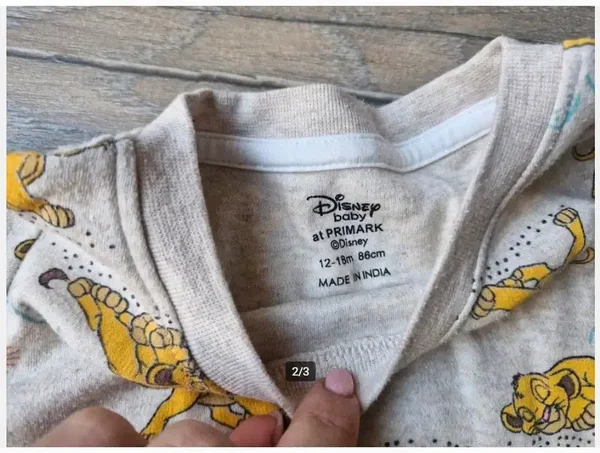 Disney
baby
at PRIMARK
©Disney
12-18m 86cm
MADE IN INDIA
2/3